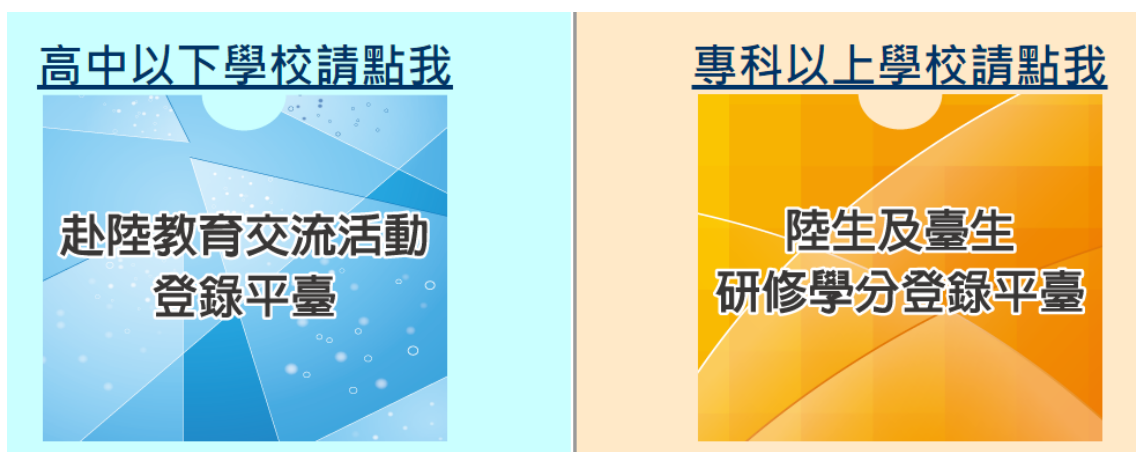 高中以下學校請點我
赴陸教育交流活動
登錄平臺
專科以上學校請點我
陸生及臺生
研修學分登錄平臺